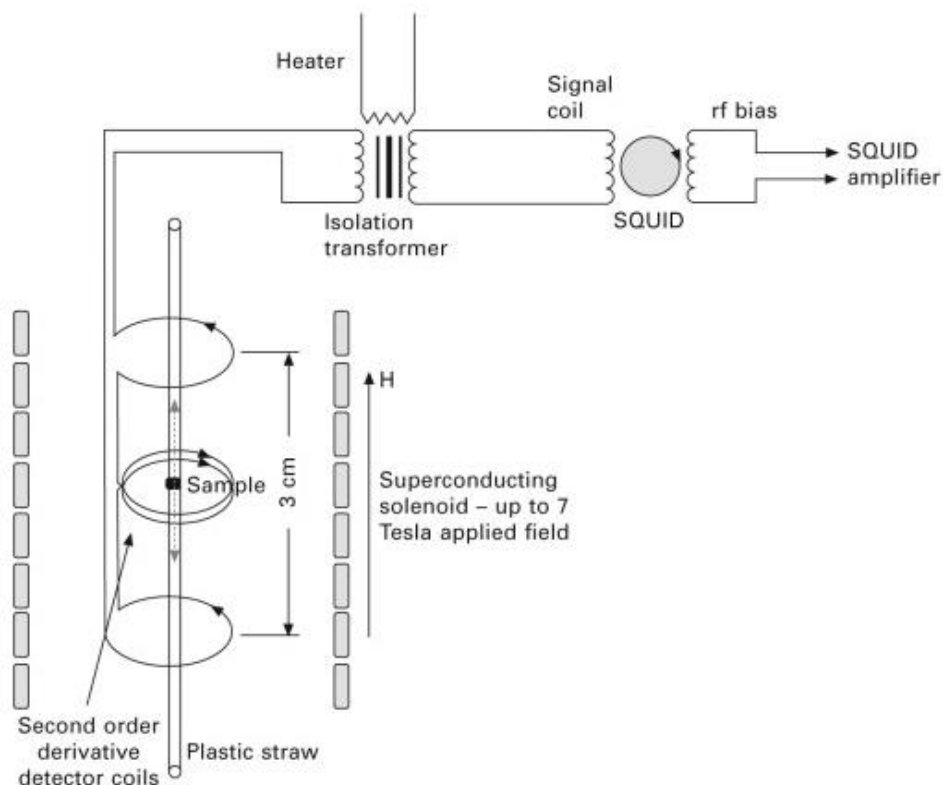 Heater
Signal
coil
rf bias
SQUID
amplifier
Isolation
transformer
SQUID
H
3 cm
Sample
Superconducting
solenoid – up to 7
Tesla applied field
Second order
derivative
detector coils
Plastic straw